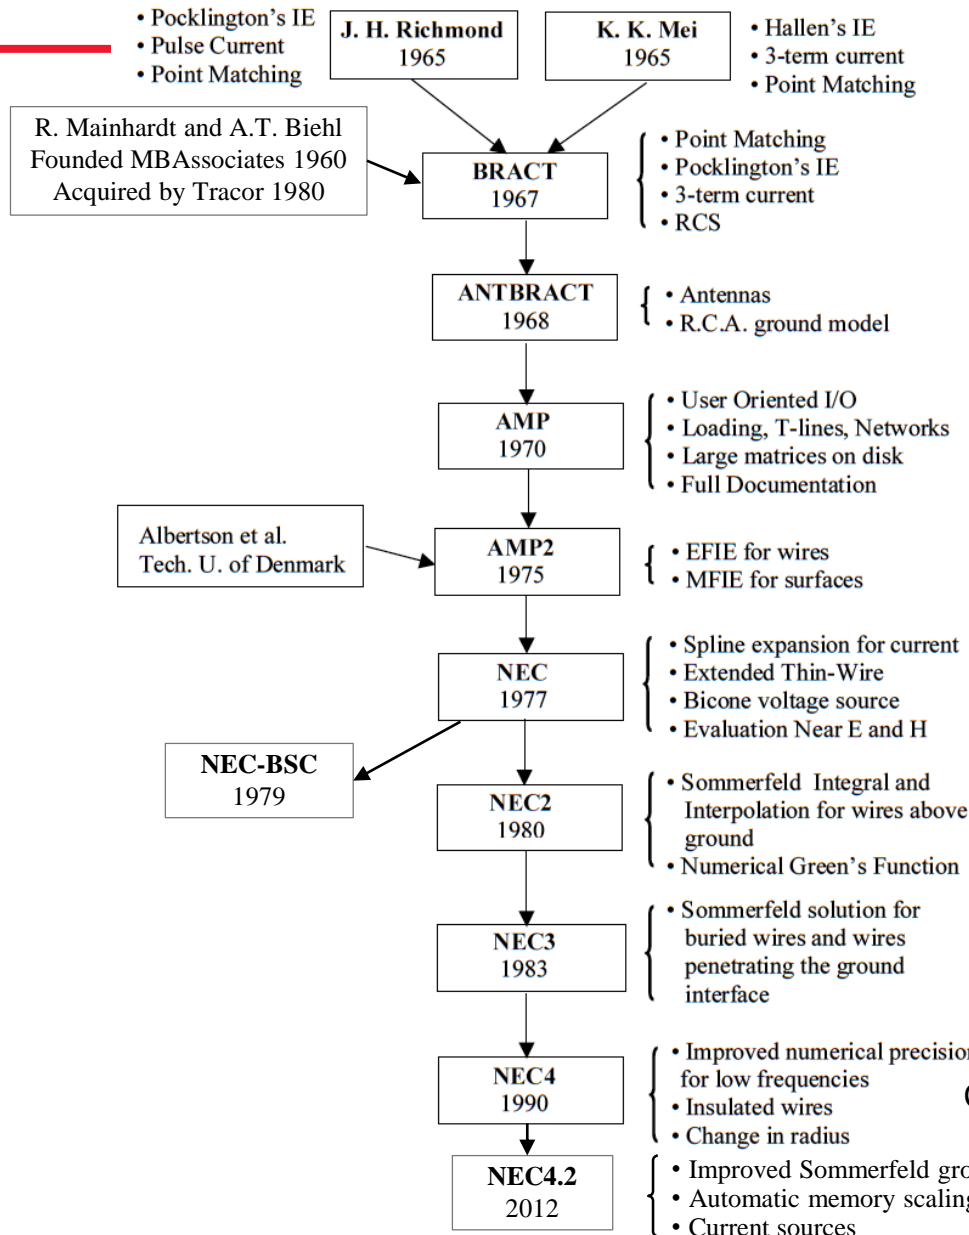 • Pocklington's IE
• Pulse Current
• Point Matching
J. H. Richmond
1965
K. K. Mei
1965
• Hallen's IE
• 3-term current
• Point Matching
R. Mainhardt and A.T. Biehl
Founded MBAssociates 1960
Acquired by Tracor 1980
BRACT
1967
• Point Matching
• Pocklington's IE
• 3-term current
• RCS
ANTBRACT
1968
• Antennas
• R.C.A. ground model
AMP
1970
• User Oriented I/O
• Loading, T-lines, Networks
• Large matrices on disk
• Full Documentation
Albertson et al.
Tech. U. of Denmark
AMP2
1975
• EFIE for wires
• MFIE for surfaces
NEC
1977
• Spline expansion for current
• Extended Thin-Wire
• Bicone voltage source
• Evaluation Near E and H
NEC-BSC
1979
NEC2
1980
• Sommerfeld Integral and
Interpolation for wires above
ground
• Numerical Green's Function
NEC3
1983
• Sommerfeld solution for
buried wires and wires
penetrating the ground
interface
NEC4
1990
• Improved numerical precision
for low frequencies
• Insulated wires
• Change in radius
NEC4.2
2012
• Improved Sommerfeld
• Automatic memory scaling
• Current sources